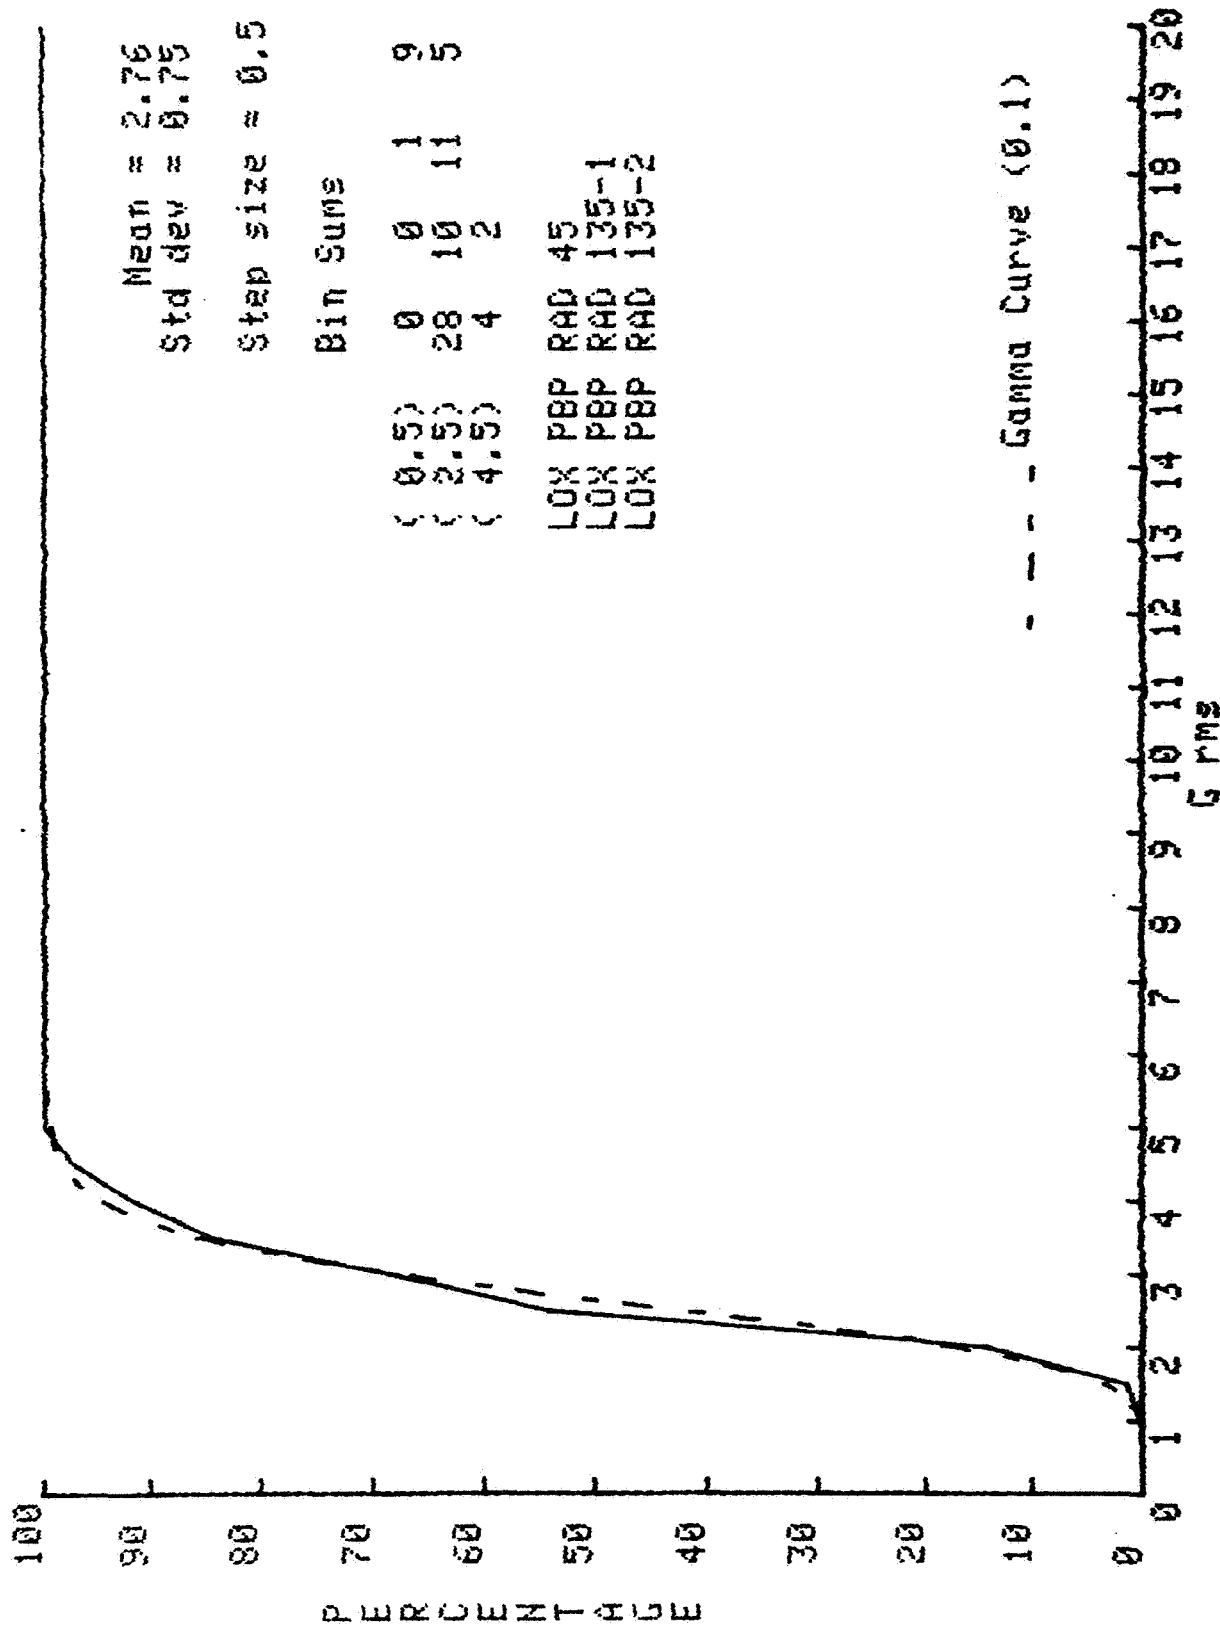 Mean = 2.76
Std dev = 0.75
Step size = 0.5
Bin Sums
( 0.5) 0 0 1 9
( 2.5) 28 10 11 5
( 4.5) 4 2
LOX PBP RAD 45
LOX PBP RAD 135-1
LOX PBP RAD 135-2
Gamma Curve (0.1)
100
90
80
70
60
50
40
30
20
10
0
PERCENTAGE
0 1 2 3 4 5 6 7 8 9 10 11 12 13 14 15 16 17 18 19 20
G rms